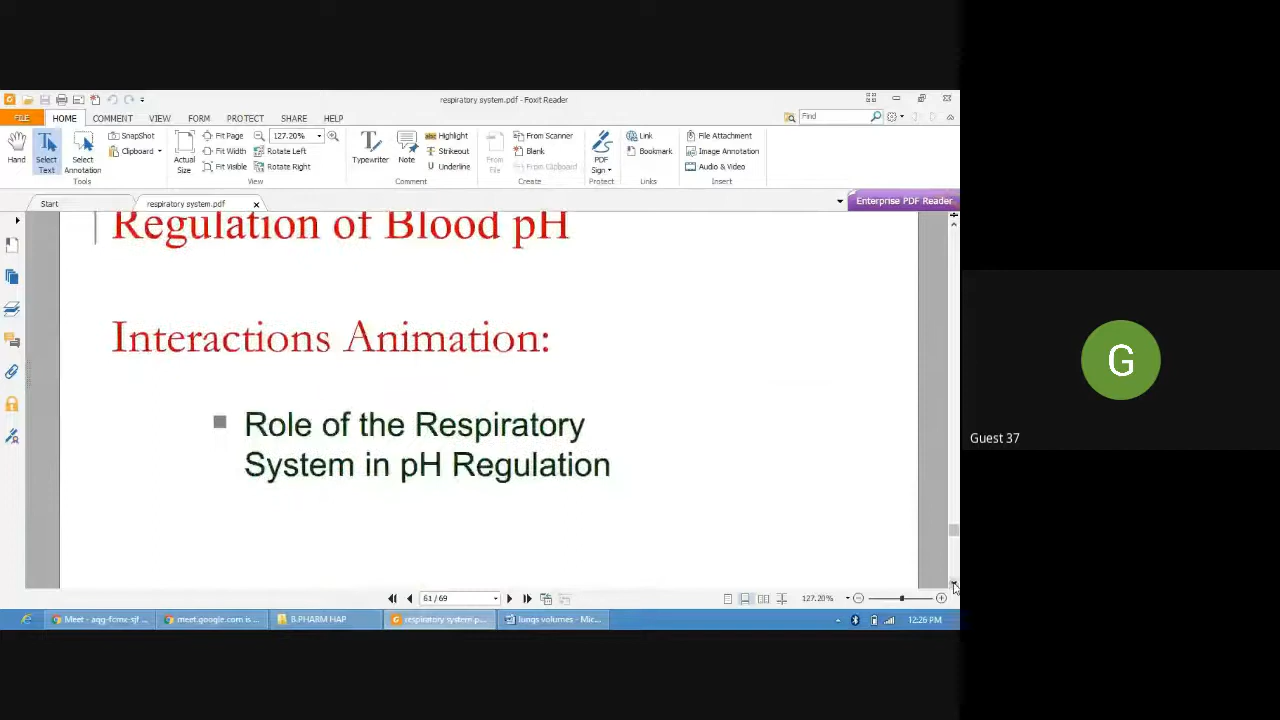 respiratory system.pdf - Foxit Reader
FILE HOME COMMENT VIEW FORM PROTECT SHARE HELP Find
Hand Select Text Select Annotation SnapShot Clipboard Tools
Actual Size Fit Page Fit Width Fit Visible 127.20% Rotate Left Rotate Right View
Typewriter Note Highlight Strikeout Underline Comment
From File From Scanner Blank From Clipboard Create
PDF Sign Protect
Link Bookmark Links
File Attachment Image Annotation Audio & Video Insert
Start respiratory system.pdf Enterprise PDF Reader
Regulation of Blood pH
Interactions Animation:
Role of the Respiratory
System in pH Regulation
61 / 69 127.20%
Meet - aqg-fcmx-sjf ... meet.google.com is ... B.PHARM HAP respiratory system.p... lungs volumes - Mic... 12:26 PM
G
Guest 37